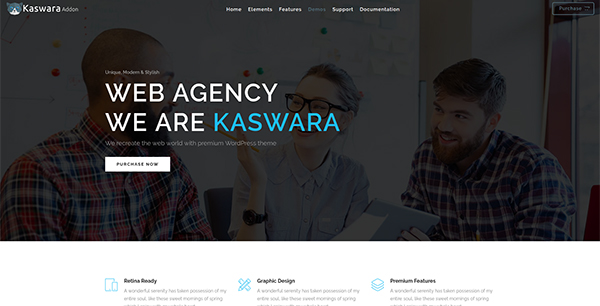 Kaswara Addon
Home Elements Features Demos Support Documentation
Purchase
Unique, Modern & Stylish
WEB AGENCY
WE ARE KASWARA
We recreate the web world with premium WordPress theme
PURCHASE NOW
Retina Ready
A wonderful serenity has taken possession of my
entire soul, like these sweet mornings of spring
Graphic Design
A wonderful serenity has taken possession of my
entire soul, like these sweet mornings of spring
Premium Features
A wonderful serenity has taken possession of my
entire soul, like these sweet mornings of spring